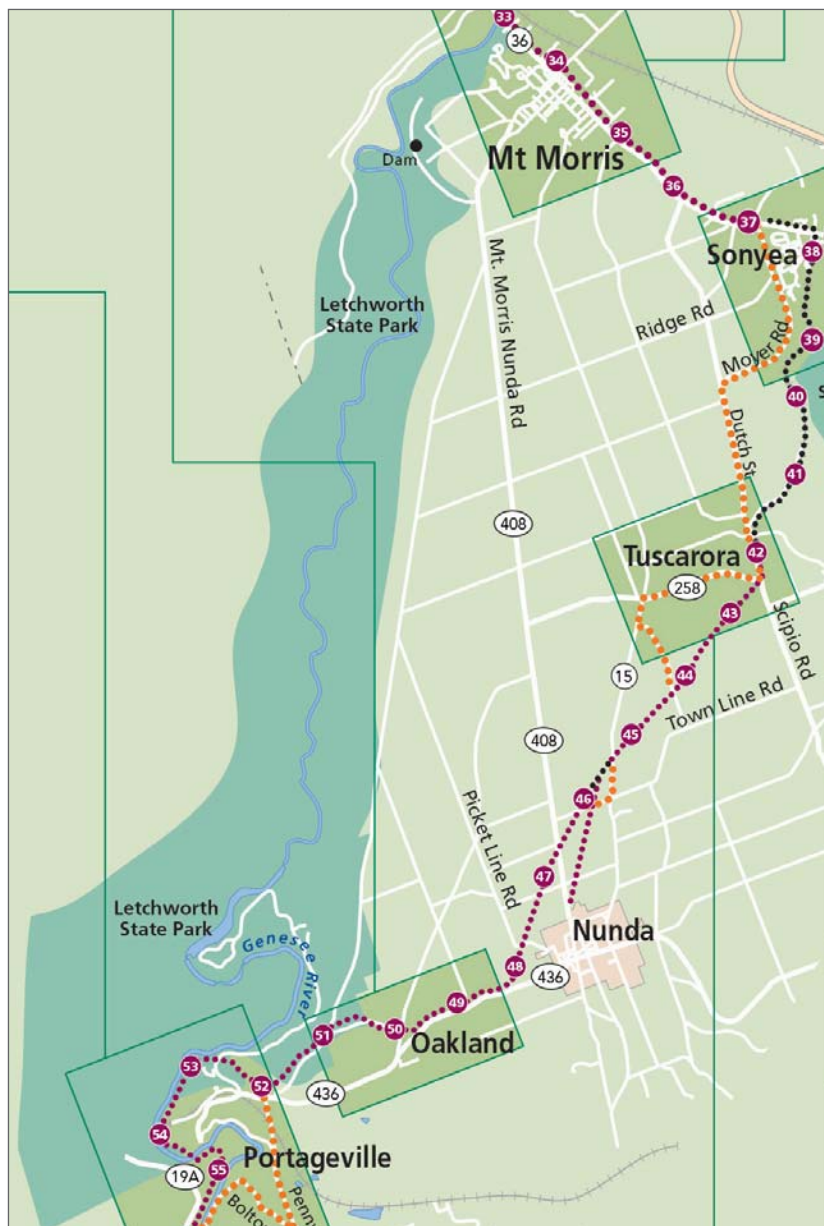 33
36
34
35
Dam
Mt Morris
36
37
Sonyea
38
Mt. Morris Nunda Rd
Letchworth
State Park
Ridge Rd
Moyer Rd
39
40
Dutch St
41
408
42
Tuscarora
258
43
Scipio Rd
15
44
Town Line Rd
45
408
46
Picket Line Rd
47
Letchworth
State Park
Genesee River
Nunda
48
436
49
50
51
Oakland
53
52
436
54
Portageville
55
19A